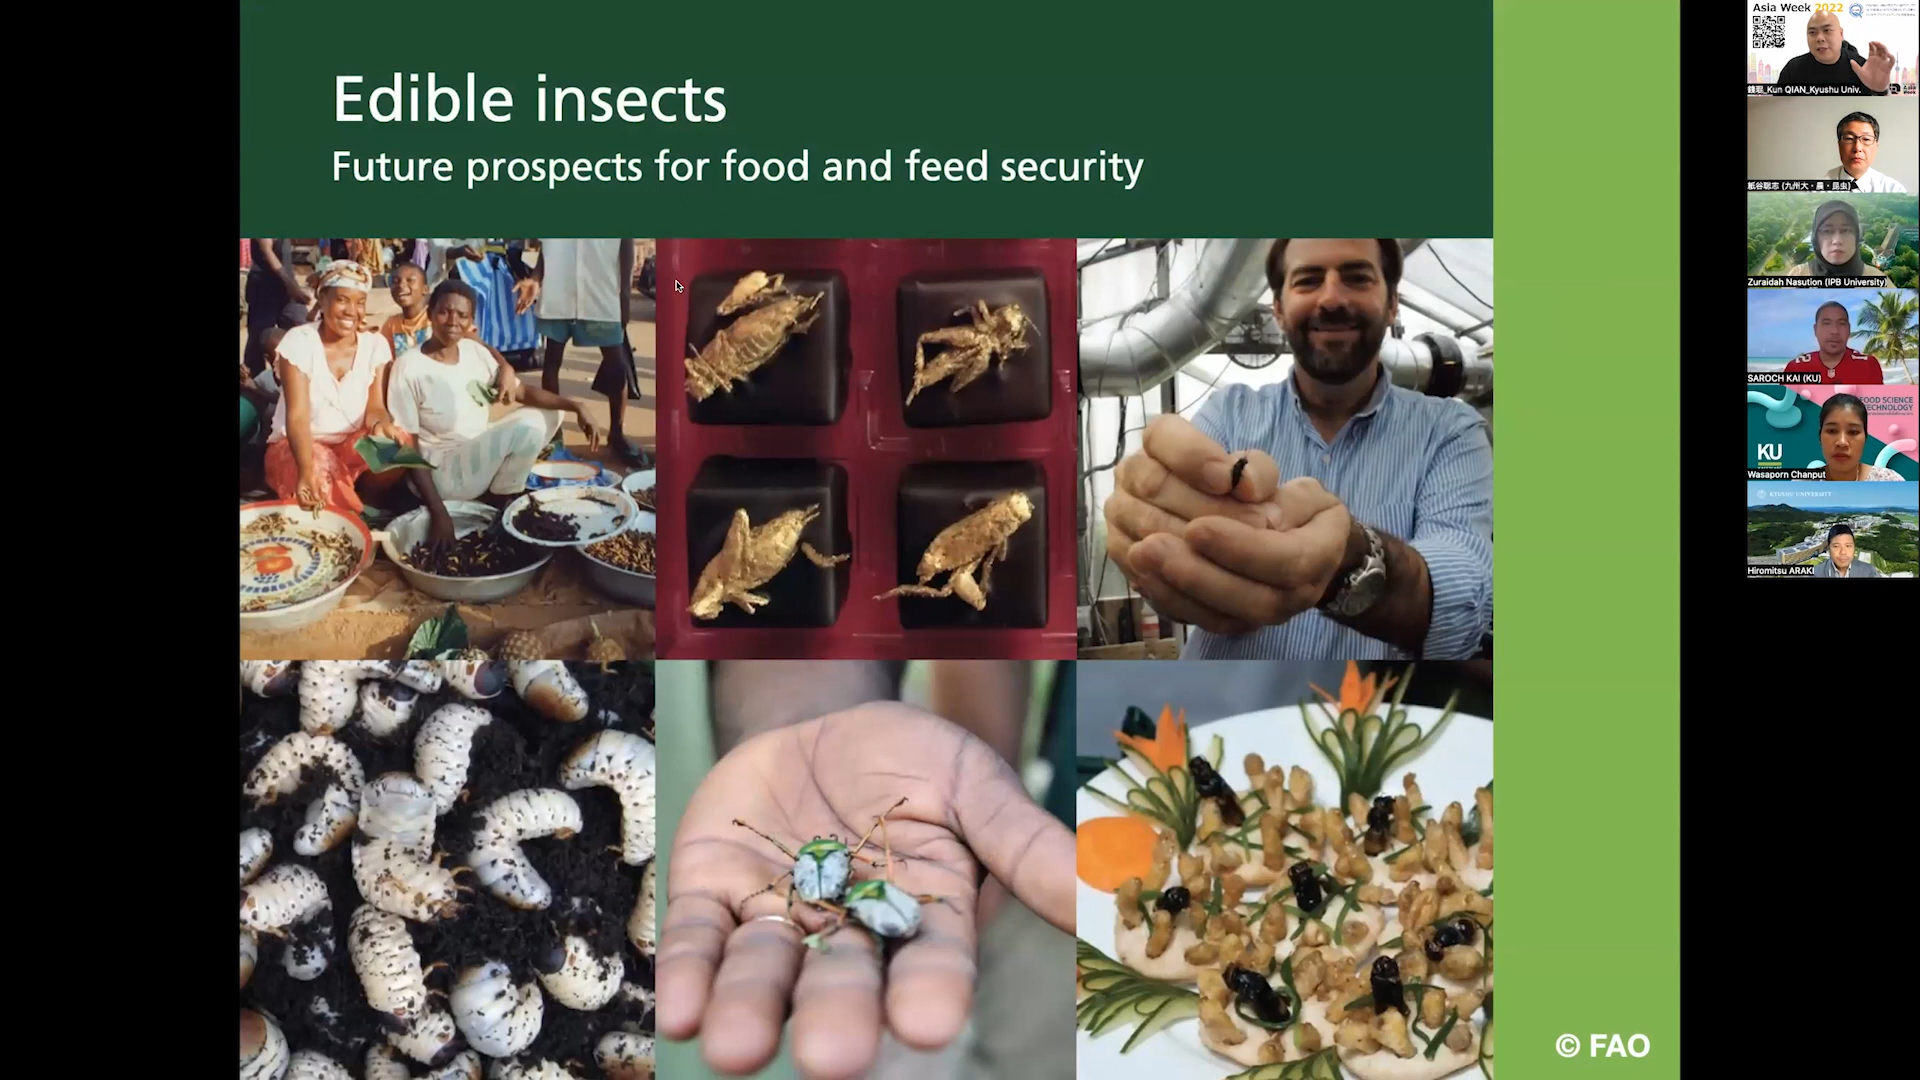 Edible insects
Future prospects for food and feed security
© FAO
Asia Week 2022
錢琨_Kun QIAN_Kyushu Univ.
紙谷聡志 (九州大・農・昆虫)
Zuraidah Nasution (IPB University)
SAROCH KAI (KU)
FOOD SCIENCE
TECHNOLOGY
KU
Wasaporn Chanput
KYUSHU UNIVERSITY
Hiromitsu ARAKI